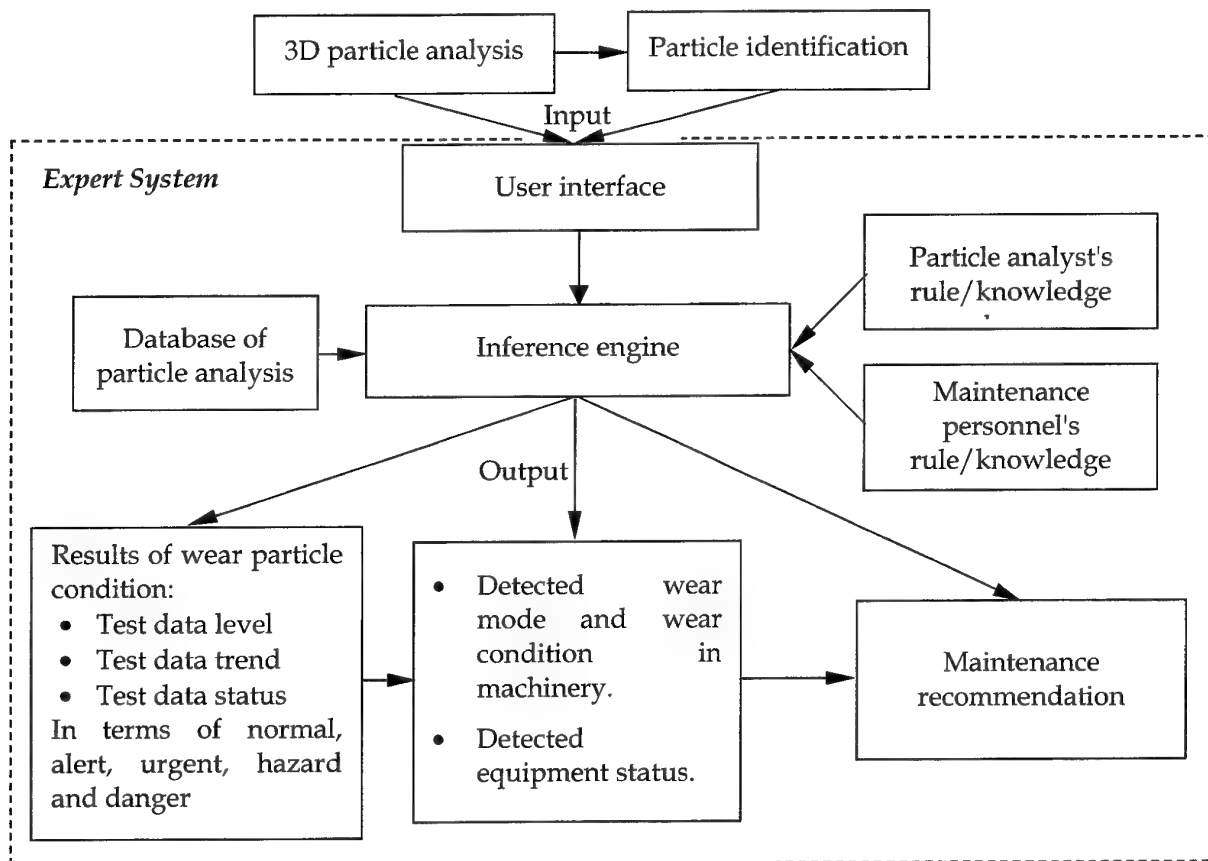 3D particle analysis
Particle identification
Input
Expert System
User interface
Particle analyst's
rule/knowledge
Database of
particle analysis
Inference engine
Maintenance
personnel's
rule/knowledge
Output
Results of wear particle
condition:
• Test data level
• Test data trend
• Test data status
In terms of normal,
alert, urgent, hazard
and danger
• Detected wear
mode and wear
condition in
machinery.
• Detected
equipment status.
Maintenance
recommendation